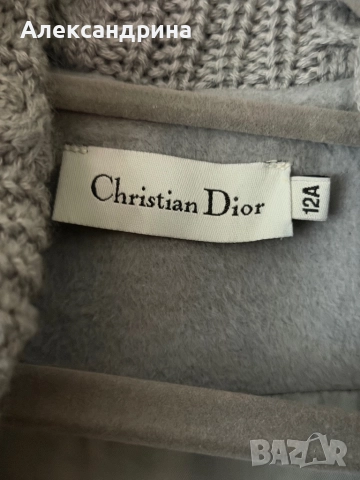 Александрина
Christian Dior
12A
BAZAR